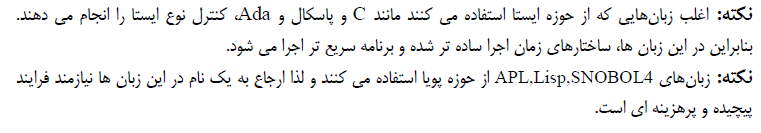 نکته: اغلب زبان‌هایی که از حوزه ایستا استفاده می کنند مانند C و پاسکال و Ada، کنترل نوع ایستا را انجام می دهند.
بنابراین در این زبان ها، ساختارهای زمان اجرا ساده تر شده و برنامه سریع تر اجرا می شود.
نکته: زبان‌های APL,Lisp,SNOBOL4 از حوزه پویا استفاده می کنند و لذا ارجاع به یک نام در این زبان ها نیازمند فرایند
پیچیده و پرهزینه ای است.